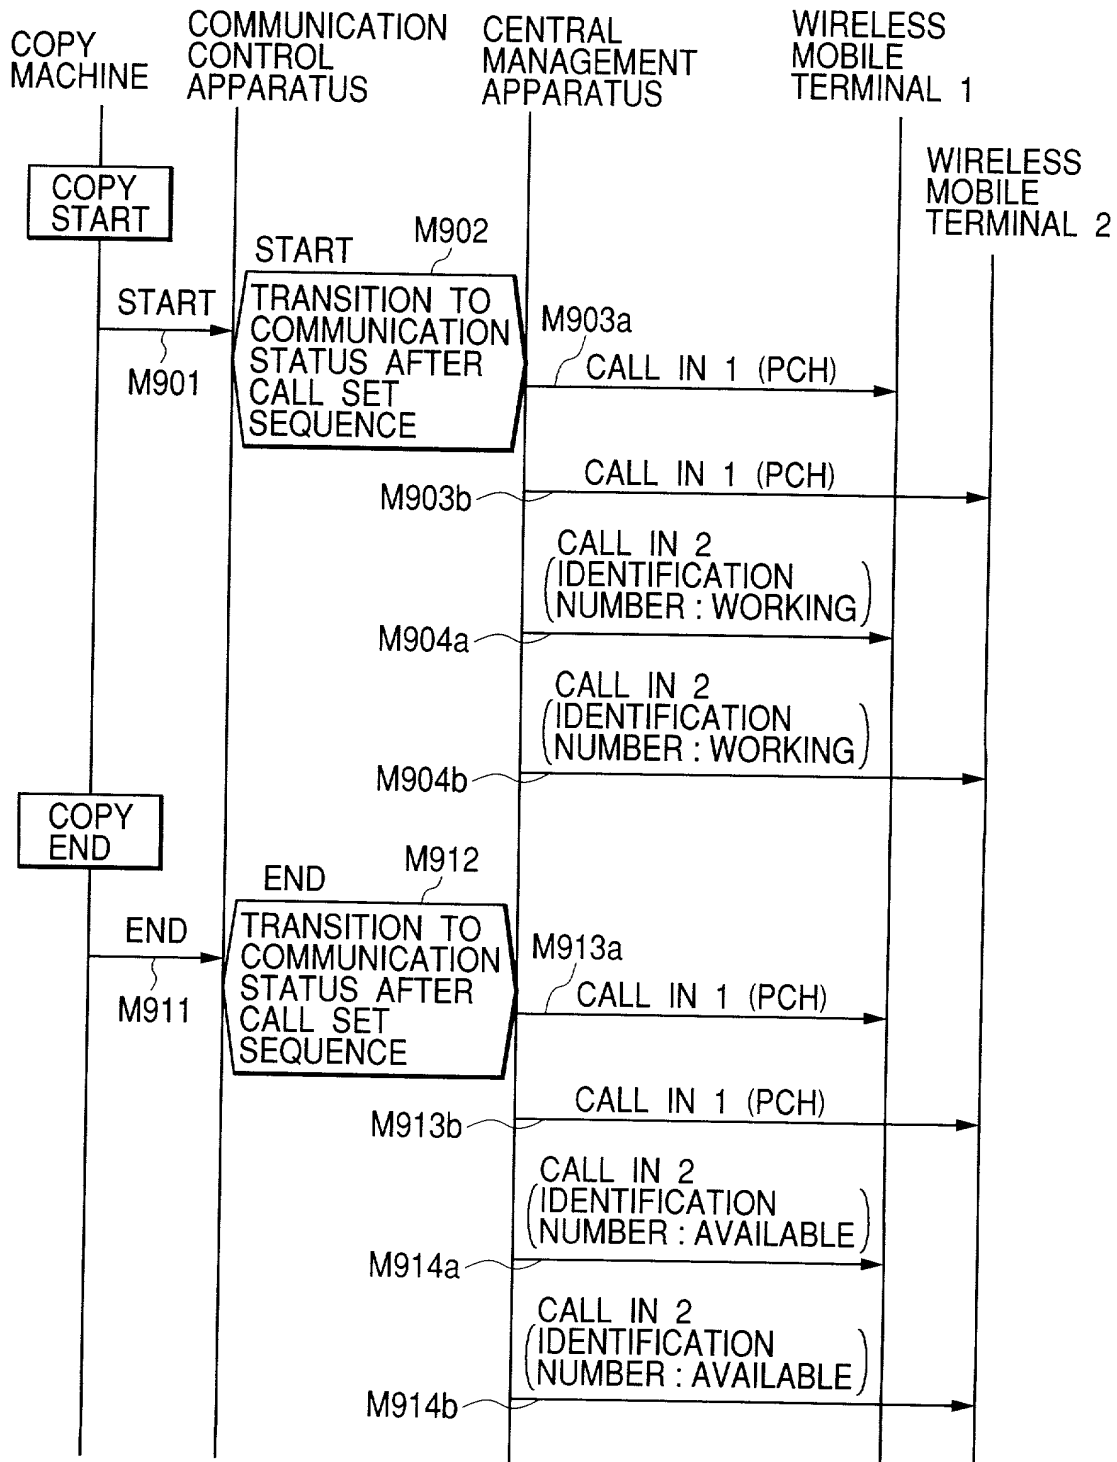 COPY
MACHINE
COMMUNICATION
CONTROL
APPARATUS
CENTRAL
MANAGEMENT
APPARATUS
WIRELESS
MOBILE
TERMINAL 1
WIRELESS
MOBILE
TERMINAL 2
COPY
START
START
M901
START
M902
TRANSITION TO
COMMUNICATION
STATUS AFTER
CALL SET
SEQUENCE
M903a
CALL IN 1 (PCH)
CALL IN 1 (PCH)
M903b
CALL IN 2
(IDENTIFICATION
NUMBER : WORKING)
M904a
CALL IN 2
(IDENTIFICATION
NUMBER : WORKING)
M904b
COPY
END
END
M911
END
M912
TRANSITION TO
COMMUNICATION
STATUS AFTER
CALL SET
SEQUENCE
M913a
CALL IN 1 (PCH)
CALL IN 1 (PCH)
M913b
CALL IN 2
(IDENTIFICATION
NUMBER : AVAILABLE)
M914a
CALL IN 2
(IDENTIFICATION
NUMBER : AVAILABLE)
M914b